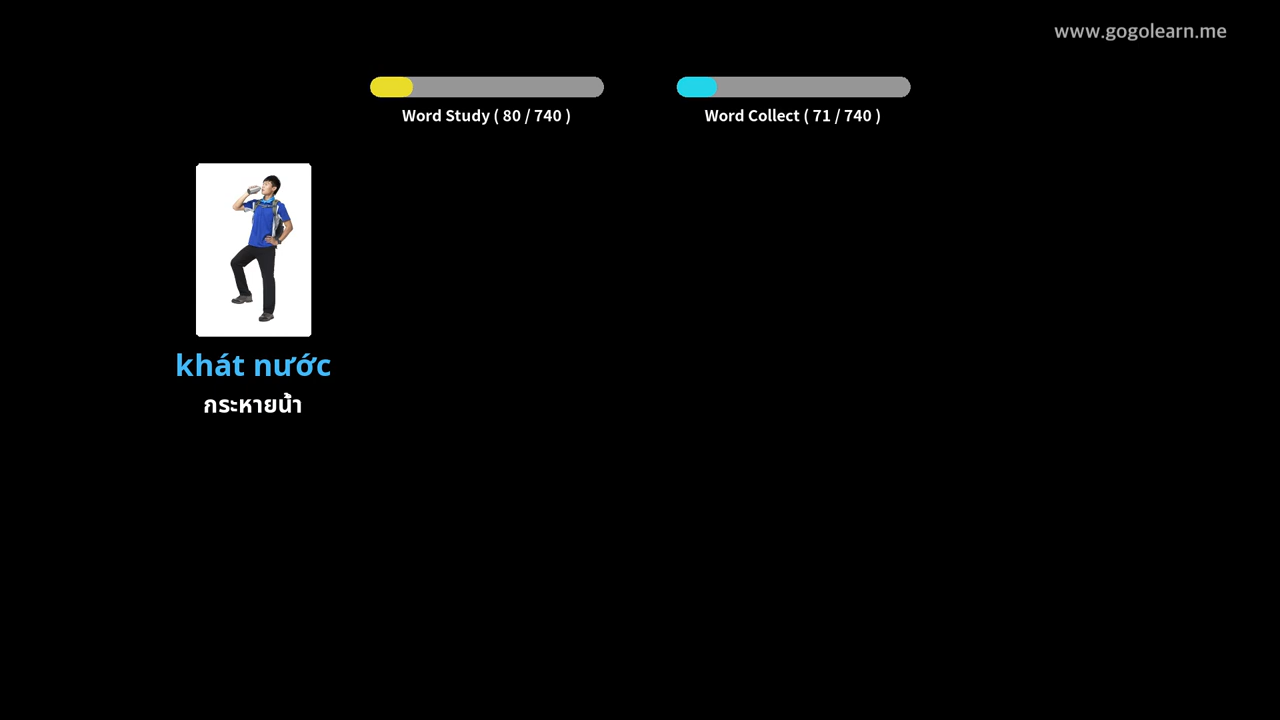 www.gogolearn.me
Word Study ( 80 / 740 )
Word Collect ( 71 / 740 )
khát nước
กระหายน้ำ